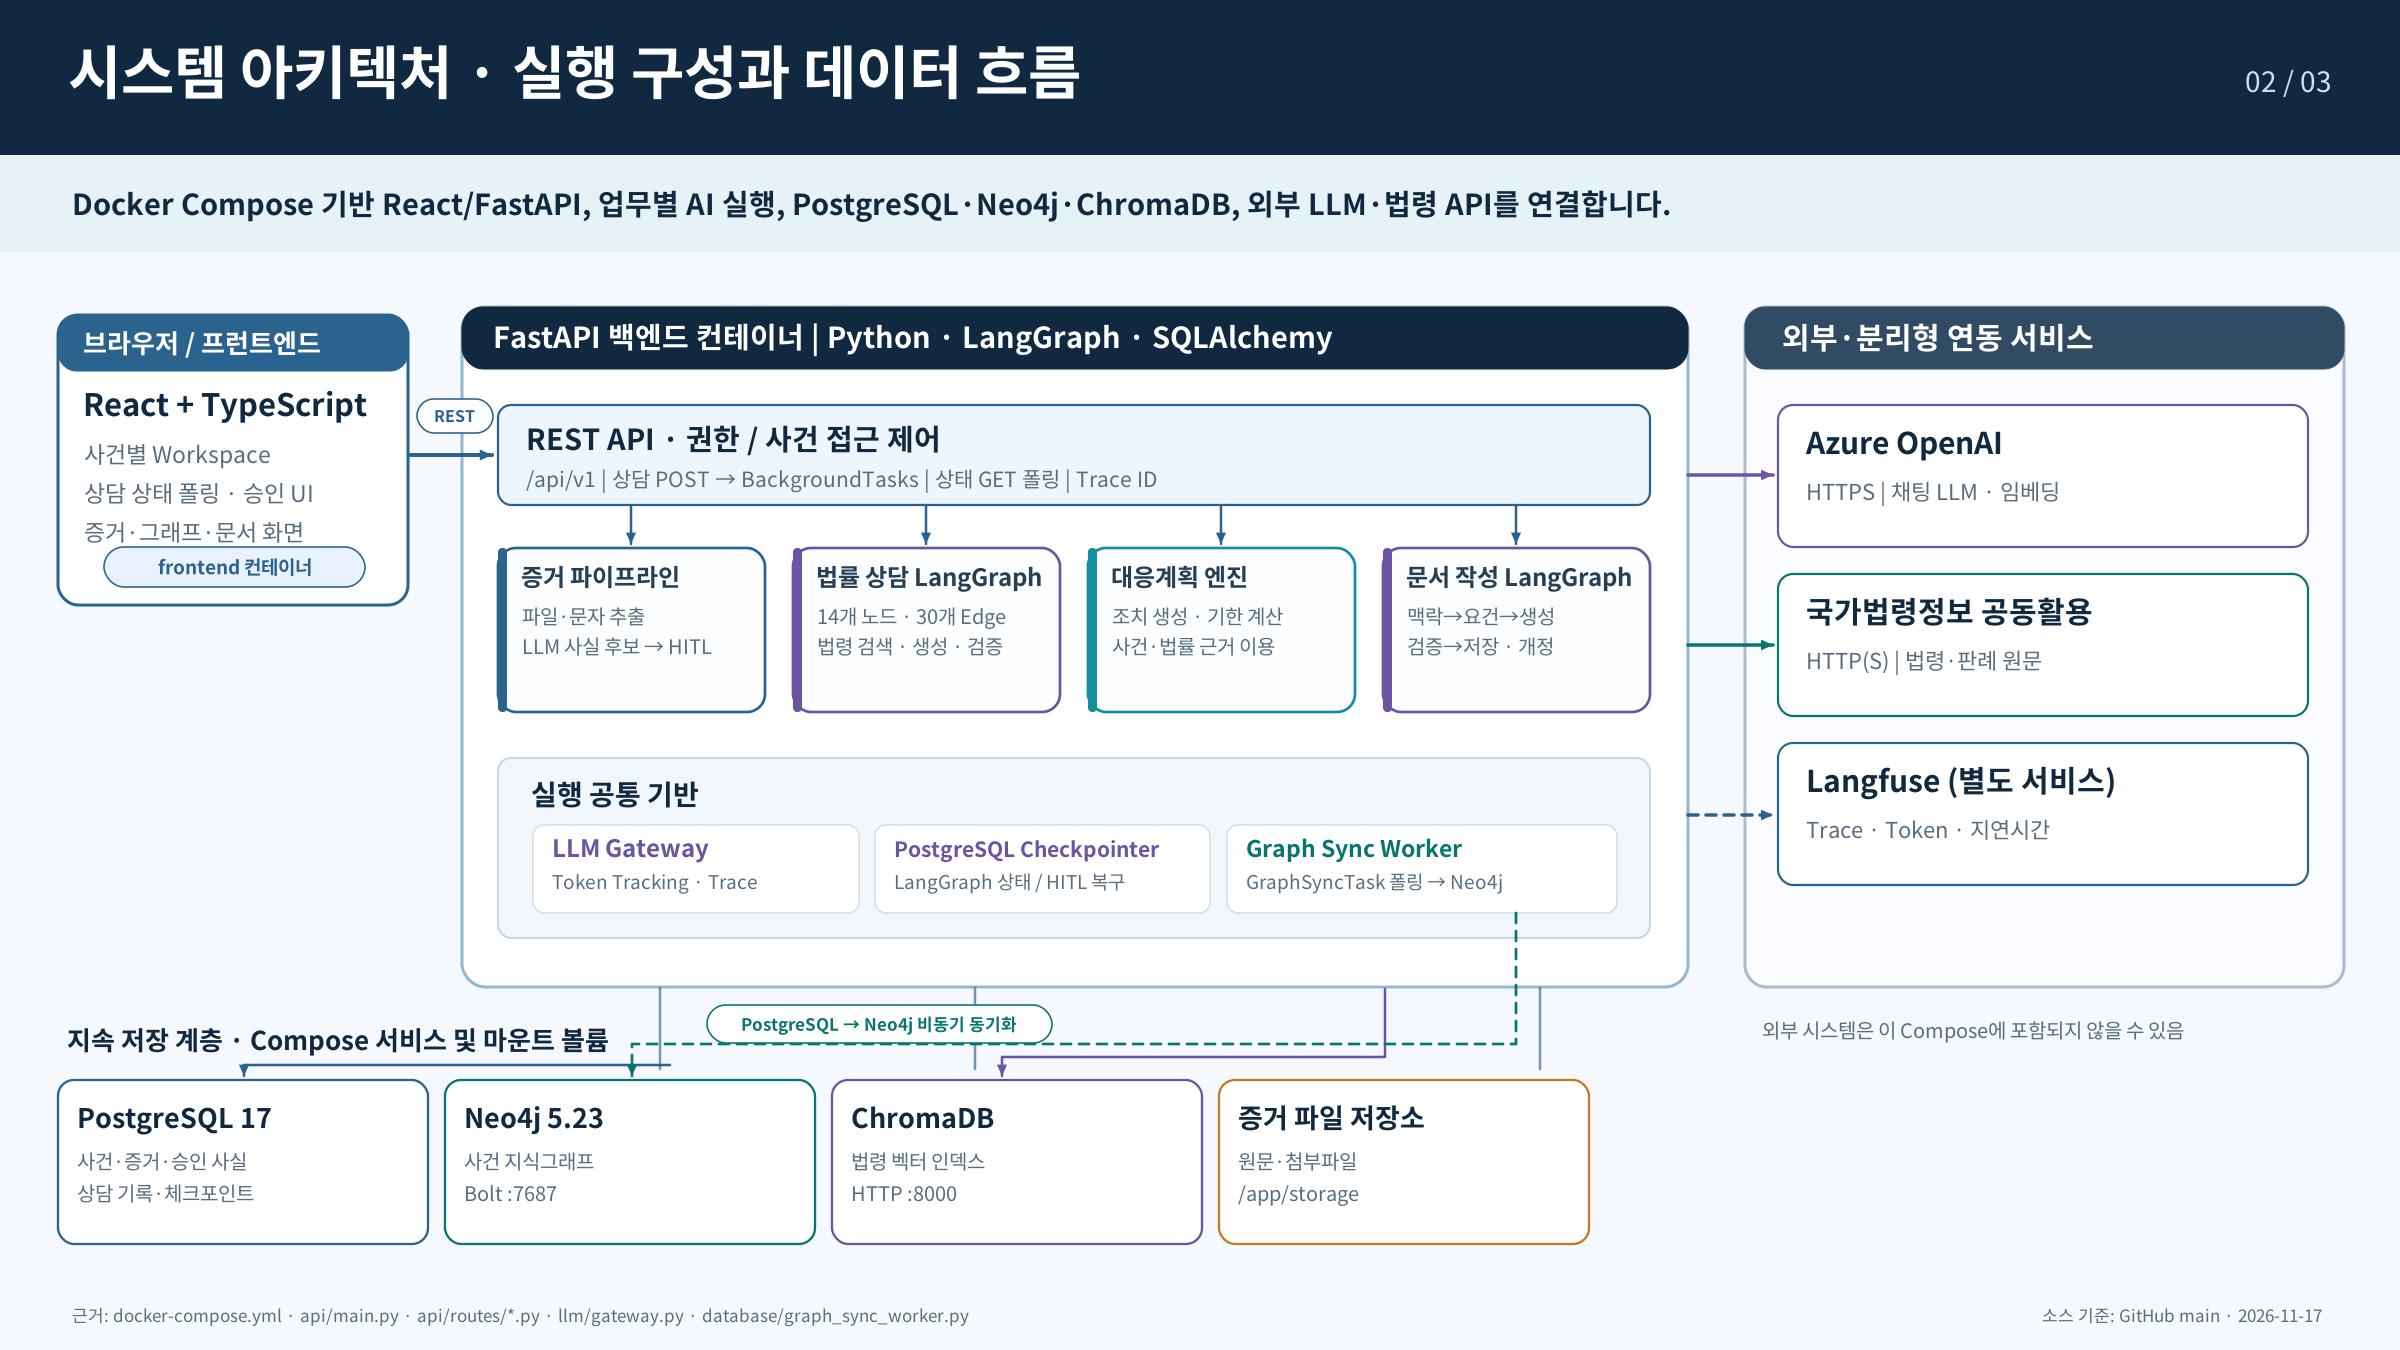 시스템 아키텍처 · 실행 구성과 데이터 흐름
02 / 03
Docker Compose 기반 React/FastAPI, 업무별 AI 실행, PostgreSQL·Neo4j·ChromaDB, 외부 LLM·법령 API를 연결합니다.
브라우저 / 프런트엔드
React + TypeScript
사건별 Workspace
상담 상태 폴링 · 승인 UI
증거·그래프·문서 화면
frontend 컨테이너
REST
FastAPI 백엔드 컨테이너 | Python · LangGraph · SQLAlchemy
REST API · 권한 / 사건 접근 제어
/api/v1 | 상담 POST → BackgroundTasks | 상태 GET 폴링 | Trace ID
증거 파이프라인
파일·문자 추출
LLM 사실 후보 → HITL
법률 상담 LangGraph
14개 노드 · 30개 Edge
법령 검색 · 생성 · 검증
대응계획 엔진
조치 생성 · 기한 계산
사건·법률 근거 이용
문서 작성 LangGraph
맥락→요건→생성
검증→저장 · 개정
실행 공통 기반
LLM Gateway
Token Tracking · Trace
PostgreSQL Checkpointer
LangGraph 상태 / HITL 복구
Graph Sync Worker
GraphSyncTask 폴링 → Neo4j
외부·분리형 연동 서비스
Azure OpenAI
HTTPS | 채팅 LLM · 임베딩
국가법령정보 공동활용
HTTP(S) | 법령·판례 원문
Langfuse (별도 서비스)
Trace · Token · 지연시간
외부 시스템은 이 Compose에 포함되지 않을 수 있음
PostgreSQL → Neo4j 비동기 동기화
지속 저장 계층 · Compose 서비스 및 마운트 볼륨
PostgreSQL 17
사건·증거·승인 사실
상담 기록·체크포인트
Neo4j 5.23
사건 지식그래프
Bolt :7687
ChromaDB
법령 벡터 인덱스
HTTP :8000
증거 파일 저장소
원문·첨부파일
/app/storage
근거: docker-compose.yml · api/main.py · api/routes/*.py · llm/gateway.py · database/graph_sync_worker.py
소스 기준: GitHub main · 2026-11-17